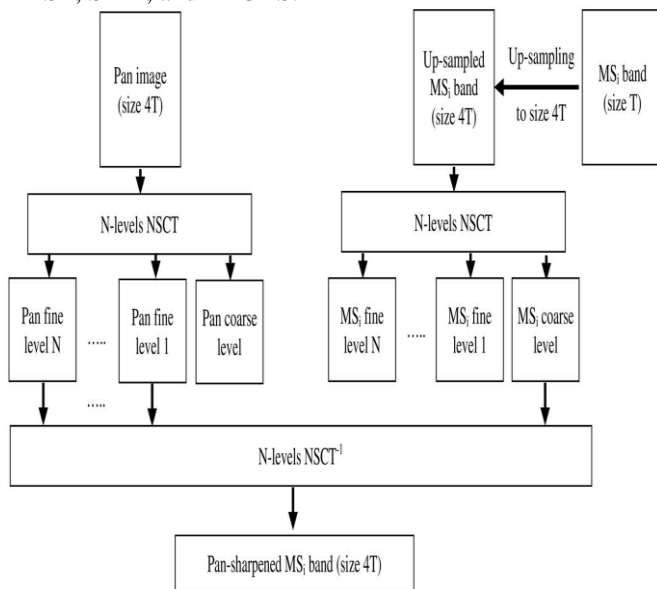 Pan image
(size 4T)
Up-sampled
MSi band
(size 4T)
Up-sampling
to size 4T
MSi band
(size T)
N-levels NSCT
N-levels NSCT
Pan fine
level N
.....
Pan fine
level 1
Pan coarse
level
MSi fine
level N
.....
MSi fine
level 1
MSi coarse
level
.....
N-levels NSCT-1
Pan-sharpened MSi band (size 4T)